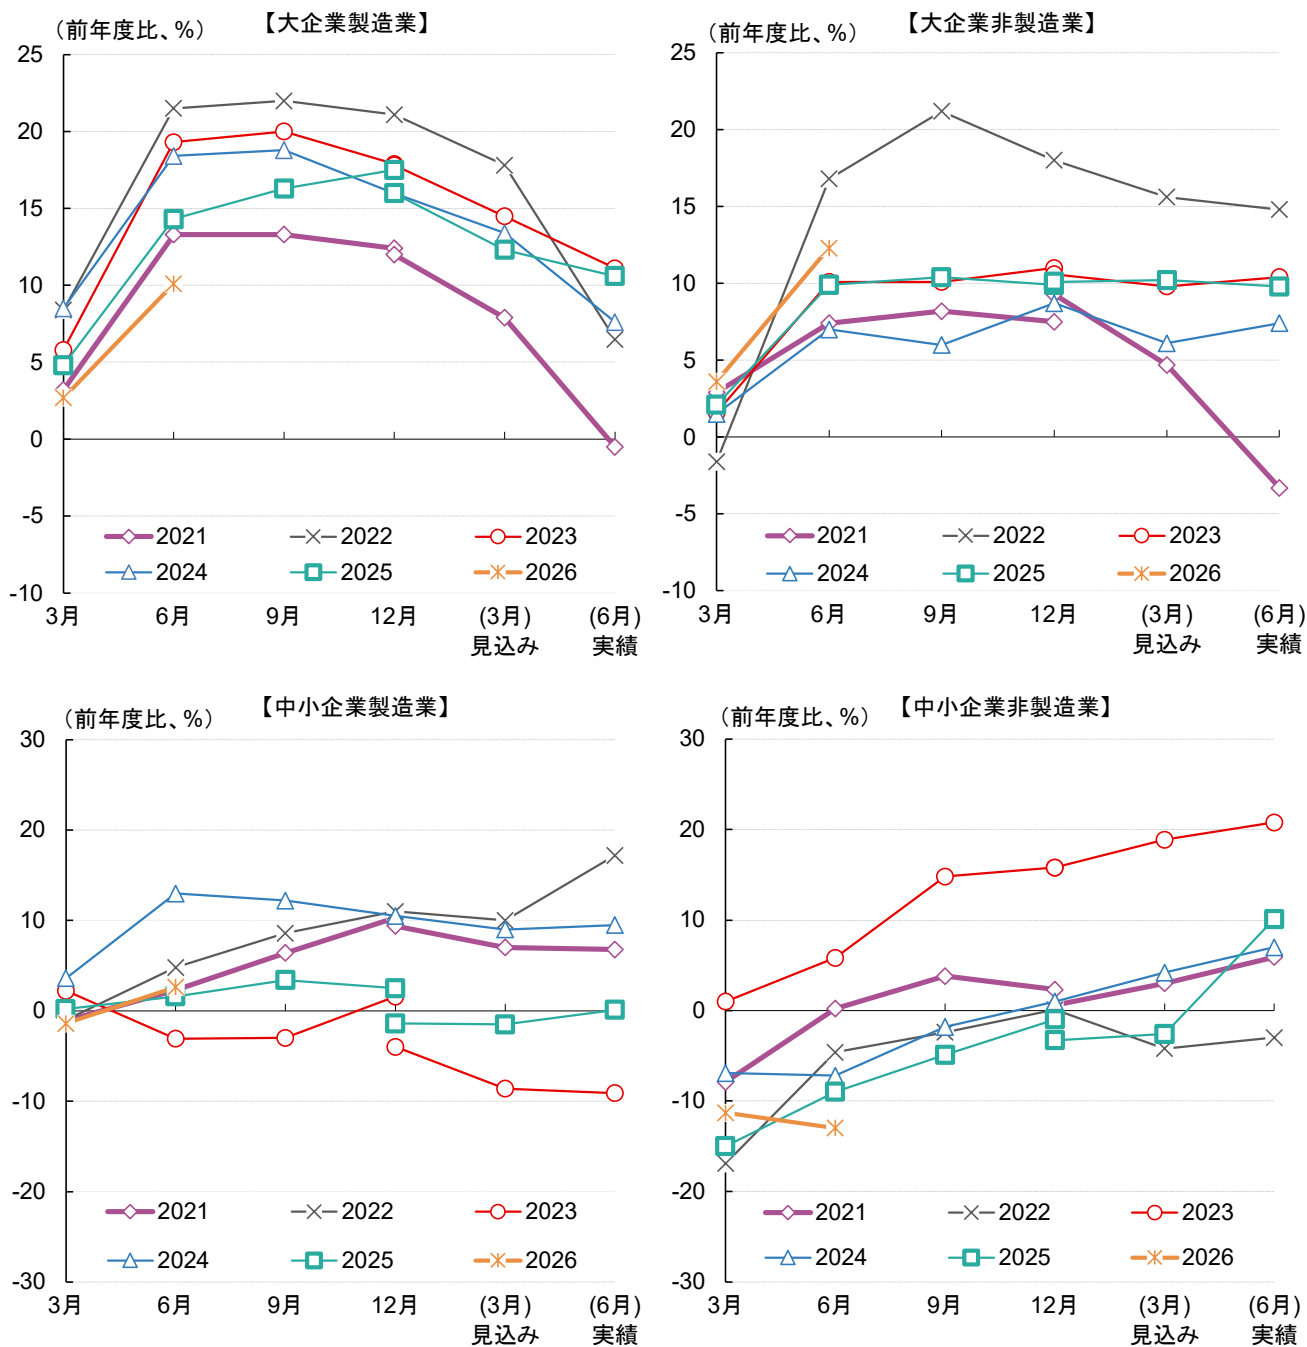 【大企業製造業】
（前年度比、%）
25
20
15
10
5
0
-5
-10
2021
2022
2023
2024
2025
2026
3月
6月
9月
12月
(3月)
見込み
(6月)
実績
【大企業非製造業】
（前年度比、%）
25
20
15
10
5
0
-5
-10
2021
2022
2023
2024
2025
2026
3月
6月
9月
12月
(3月)
見込み
(6月)
実績
【中小企業製造業】
（前年度比、%）
30
20
10
0
-10
-20
-30
2021
2022
2023
2024
2025
2026
3月
6月
9月
12月
(3月)
見込み
(6月)
実績
【中小企業非製造業】
（前年度比、%）
30
20
10
0
-10
-20
-30
2021
2022
2023
2024
2025
2026
3月
6月
9月
12月
(3月)
見込み
(6月)
実績